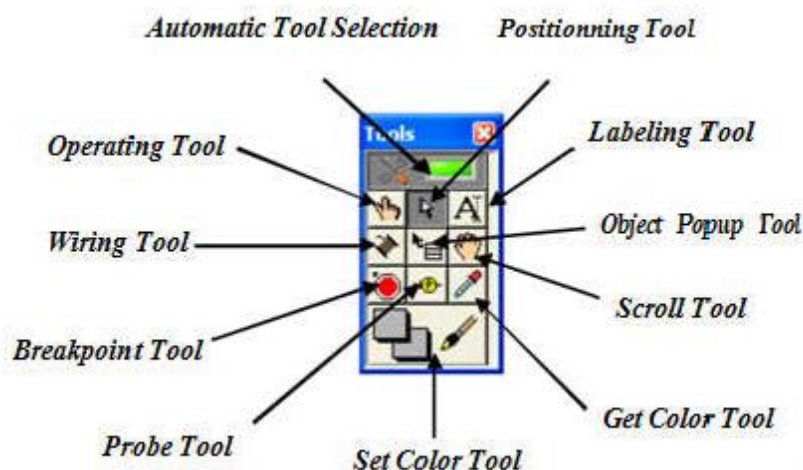 Automatic Tool Selection
Positionning Tool
Tools
Operating Tool
Labeling Tool
Wiring Tool
Object Popup Tool
Scroll Tool
Breakpoint Tool
Get Color Tool
Probe Tool
Set Color Tool